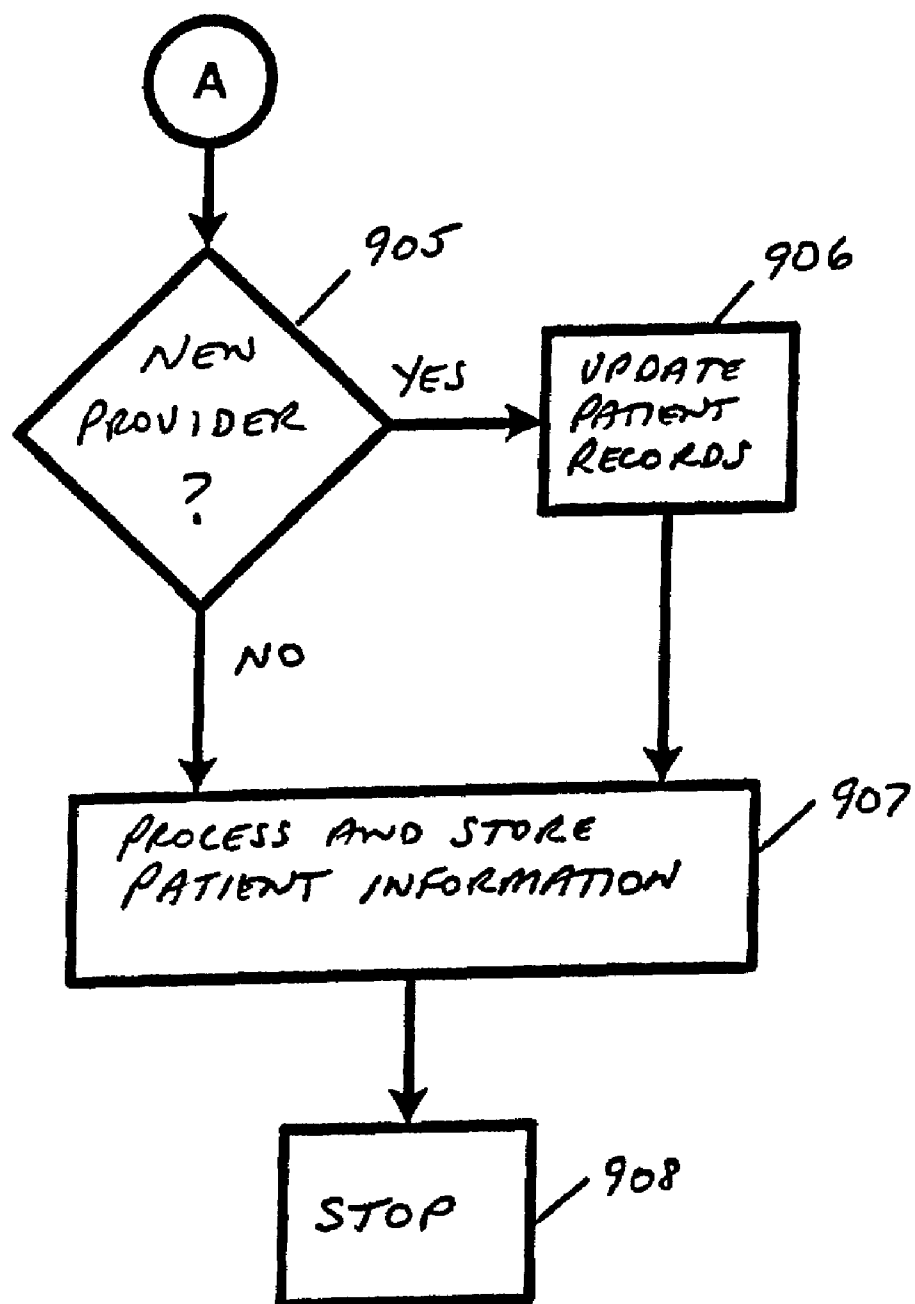 A
905
NEW
PROVIDER
?
YES
906
UPDATE
PATIENT
RECORDS
NO
907
PROCESS AND STORE
PATIENT INFORMATION
STOP
908